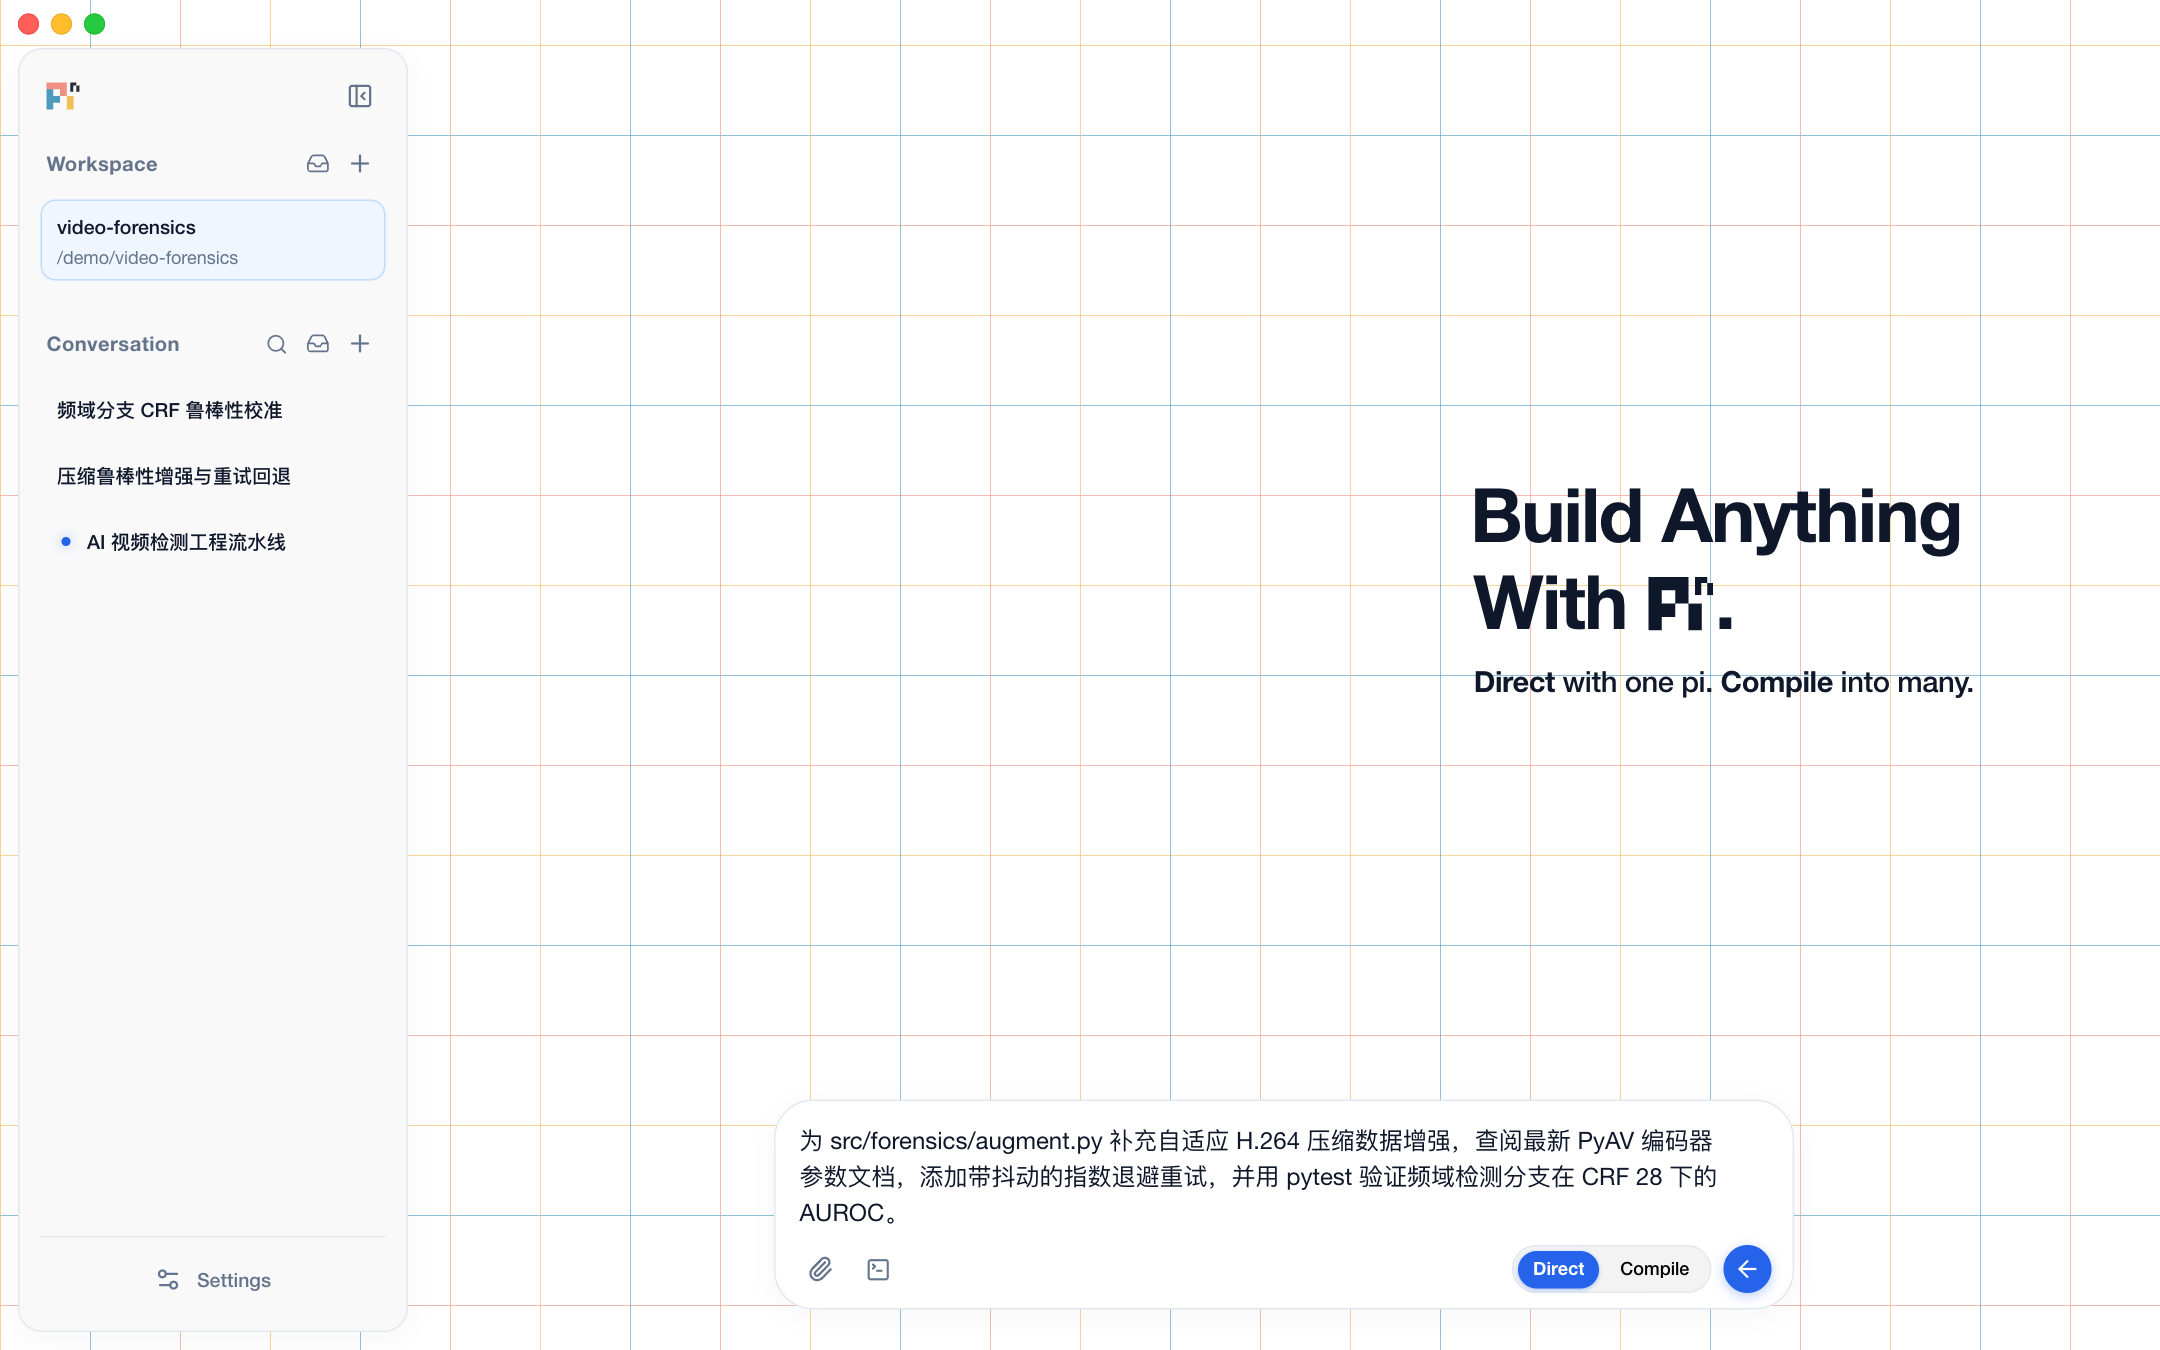 Workspace
video-forensics
/demo/video-forensics
Conversation
频域分支 CRF 鲁棒性校准
压缩鲁棒性增强与重试回退
AI 视频检测工程流水线
Settings
Build Anything
With Pi.
Direct with one pi. Compile into many.
为 src/forensics/augment.py 补充自适应 H.264 压缩数据增强，查阅最新 PyAV 编码器
参数文档，添加带抖动的指数退避重试，并用 pytest 验证频域检测分支在 CRF 28 下的
AUROC。
Direct
Compile